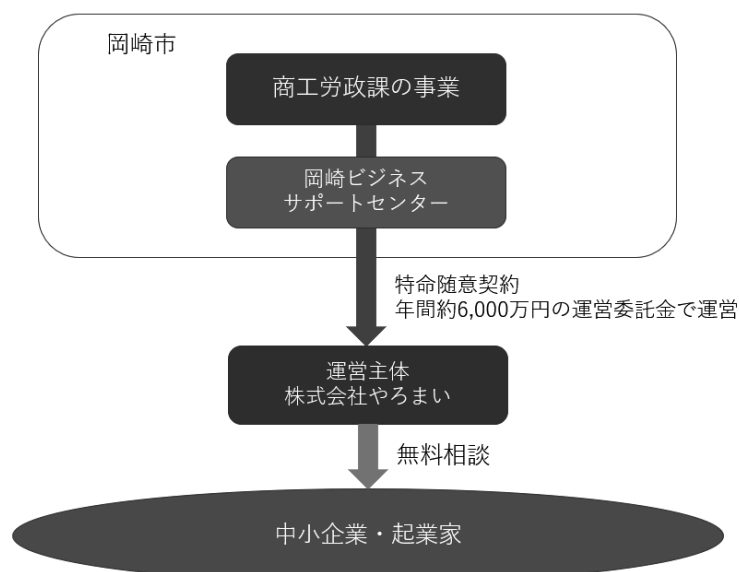 岡崎市
商工労政課の事業
岡崎ビジネス
サポートセンター
特命随意契約
年間約6,000万円の運営委託金で運営
運営主体
株式会社やろまい
無料相談
中小企業・起業家